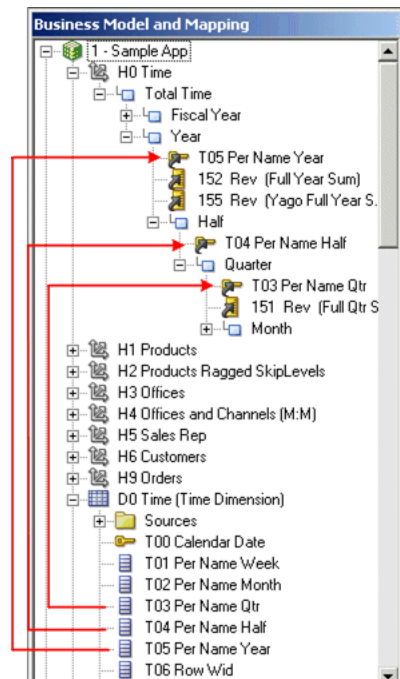 Business Model and Mapping
1 - Sample App
H0 Time
Total Time
Fiscal Year
Year
T05 Per Name Year
152 Rev (Full Year Sum)
155 Rev (Yago Full Year S.
Half
T04 Per Name Half
Quarter
T03 Per Name Qtr
151 Rev (Full Qtr S
Month
H1 Products
H2 Products Ragged SkipLevels
H3 Offices
H4 Offices and Channels (M:M)
H5 Sales Rep
H6 Customers
H9 Orders
D0 Time (Time Dimension)
Sources
T00 Calendar Date
T01 Per Name Week
T02 Per Name Month
T03 Per Name Qtr
T04 Per Name Half
T05 Per Name Year
T06 Row Wid